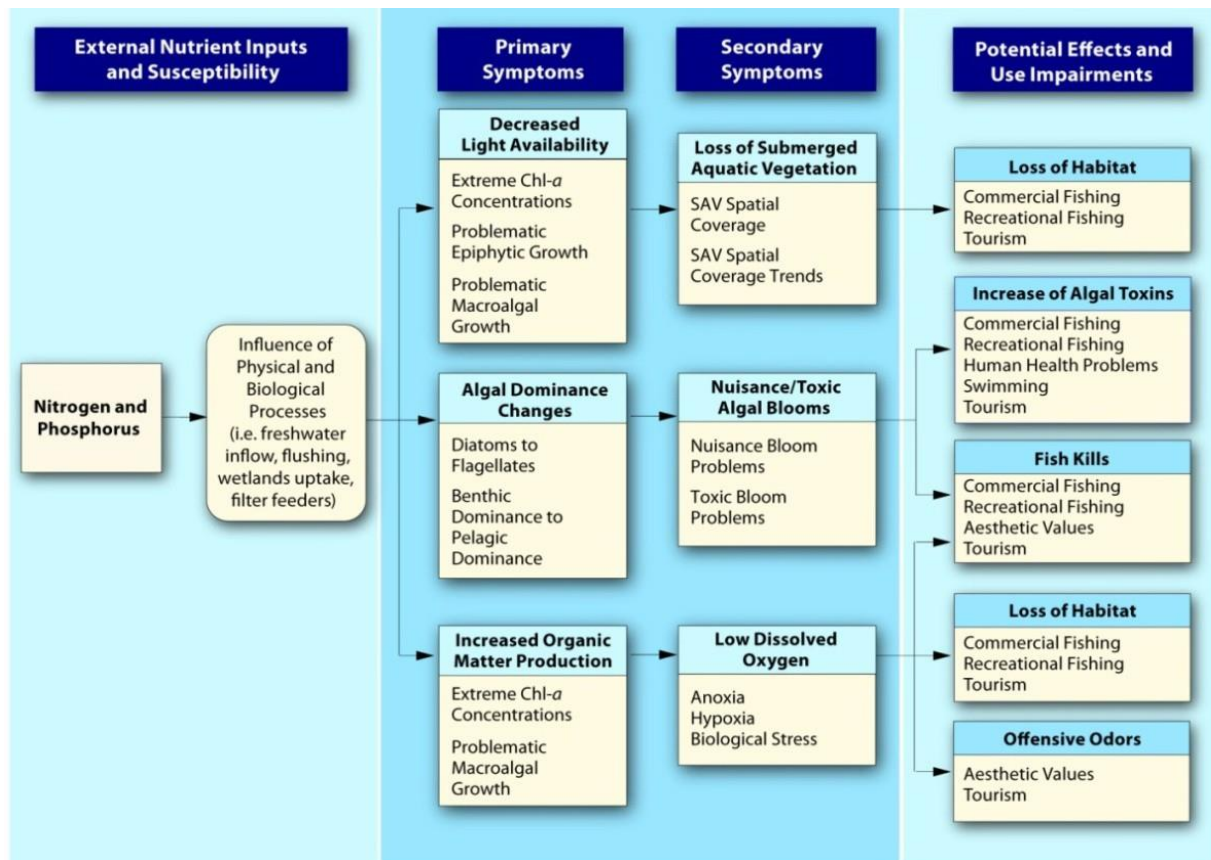 External Nutrient Inputs
and Susceptibility
Primary
Symptoms
Secondary
Symptoms
Potential Effects and
Use Impairments
Nitrogen and
Phosphorus
Influence of
Physical and
Biological
Processes
(i.e. freshwater
inflow, flushing,
wetlands uptake,
filter feeders)
Decreased
Light Availability
Extreme Chl-a
Concentrations
Problematic
Epiphytic Growth
Problematic
Macroalgal
Growth
Algal Dominance
Changes
Diatoms to
Flagellates
Benthic
Dominance to
Pelagic
Dominance
Increased Organic
Matter Production
Extreme Chl-a
Concentrations
Problematic
Macroalgal
Growth
Loss of Submerged
Aquatic Vegetation
SAV Spatial
Coverage
SAV Spatial
Coverage Trends
Nuisance/Toxic
Algal Blooms
Nuisance Bloom
Problems
Toxic Bloom
Problems
Low Dissolved
Oxygen
Anoxia
Hypoxia
Biological Stress
Loss of Habitat
Commercial Fishing
Recreational Fishing
Tourism
Increase of Algal Toxins
Commercial Fishing
Recreational Fishing
Human Health Problems
Swimming
Tourism
Fish Kills
Commercial Fishing
Recreational Fishing
Aesthetic Values
Tourism
Loss of Habitat
Commercial Fishing
Recreational Fishing
Tourism
Offensive Odors
Aesthetic Values
Tourism